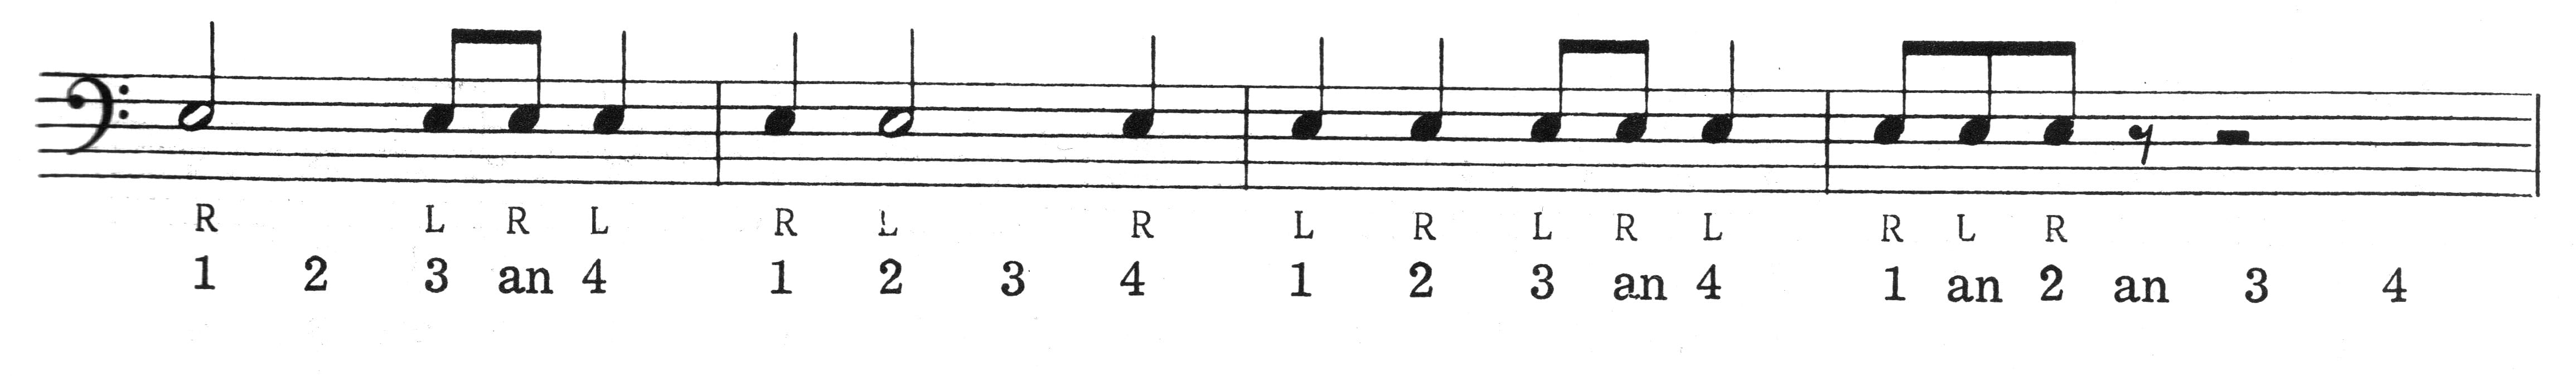 R L R L R L R L R L R L R L R
1 2 3 an 4 1 2 3 4 1 2 3 an 4 1 an 2 an 3 4